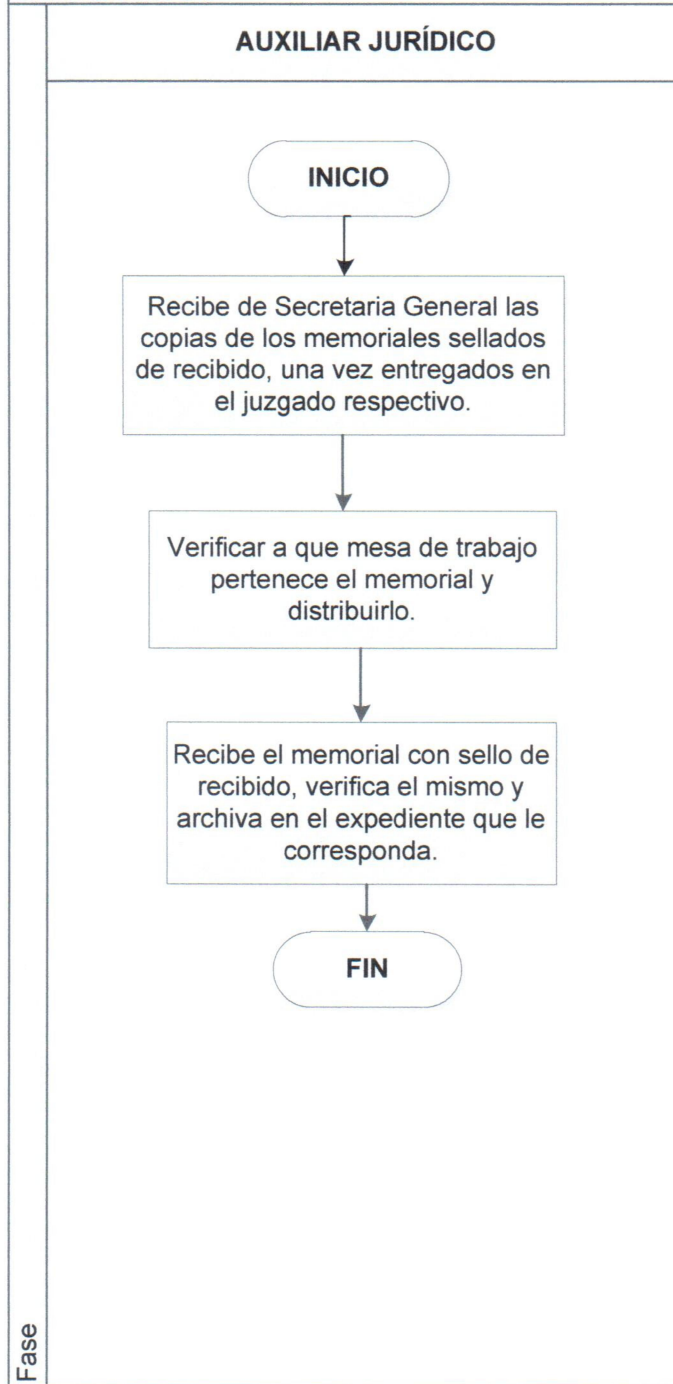 AUXILIAR JURÍDICO
INICIO
Recibe de Secretaria General las
copias de los memoriales sellados
de recibido, una vez entregados en
el juzgado respectivo.
Verificar a que mesa de trabajo
pertenece el memorial y
distribuirlo.
Recibe el memorial con sello de
recibido, verifica el mismo y
archiva en el expediente que le
corresponda.
FIN
Fase